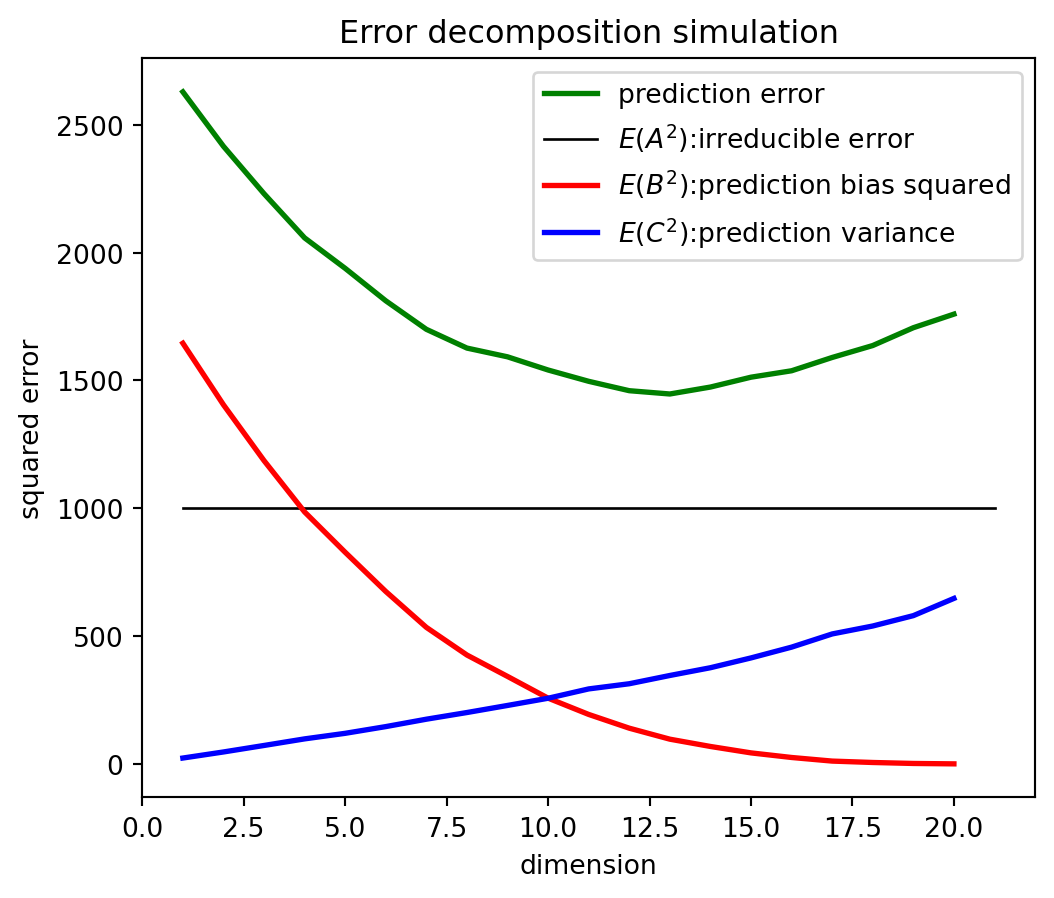 Error decomposition simulation
prediction error
E(A²):irreducible error
E(B²):prediction bias squared
E(C²):prediction variance
squared error
2500
2000
1500
1000
500
0
0.0 2.5 5.0 7.5 10.0 12.5 15.0 17.5 20.0
dimension